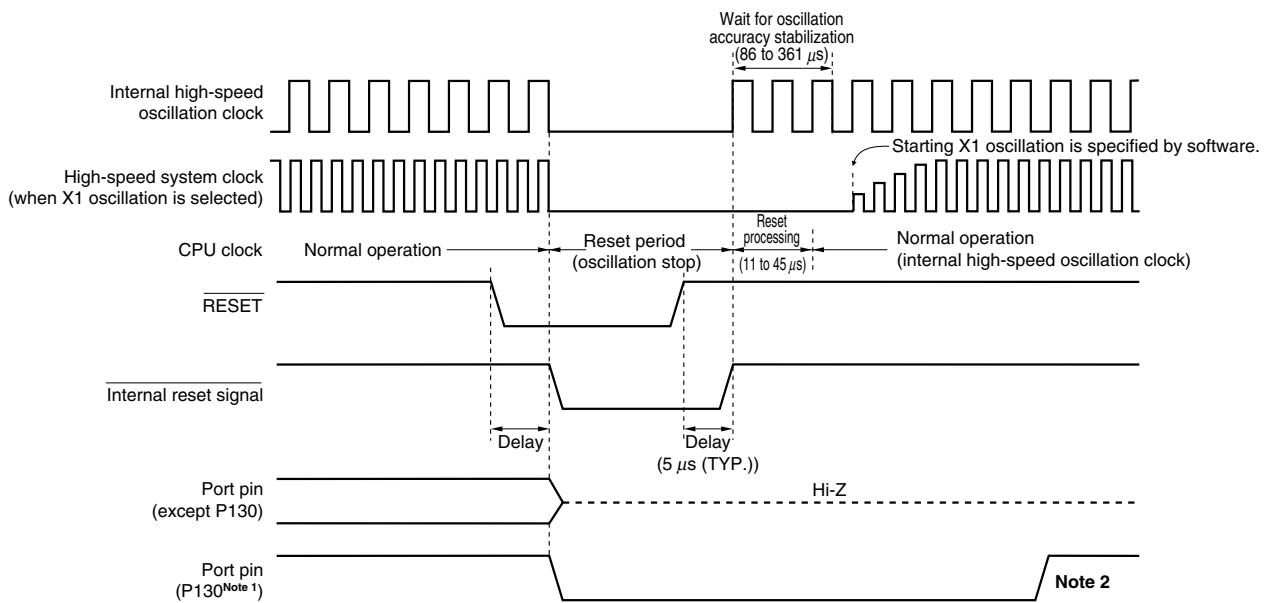 Wait for oscillation
accuracy stabilization
(86 to 361 μs)
Internal high-speed
oscillation clock
Starting X1 oscillation is specified by software.
High-speed system clock
(when X1 oscillation is selected)
CPU clock
Normal operation
Reset period
(oscillation stop)
Reset
processing
(11 to 45 μs)
Normal operation
(internal high-speed oscillation clock)
RESET
Internal reset signal
Delay
Delay
(5 μs (TYP.))
Port pin
(except P130)
Hi-Z
Port pin
(P130Note 1)
Note 2